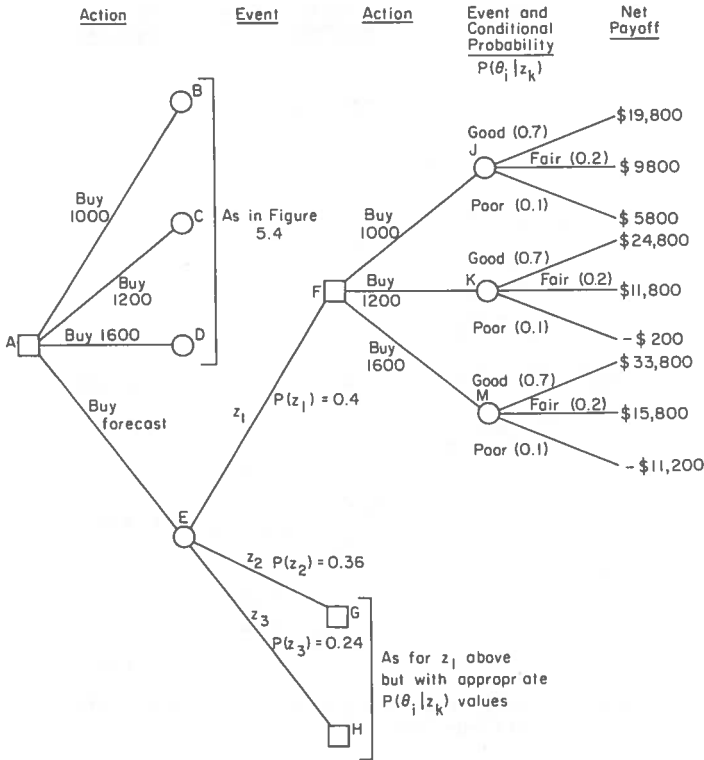 Action
Event
Action
Event and
Conditional
Probability
P(θi|zk)
Net
Payoff
B
Buy
1000
C
As in Figure
5.4
Buy
1200
A
Buy 1600
D
Buy
forecast
E
z1
P(z1) = 0.4
z2 P(z2) = 0.36
z3
P(z3) = 0.24
G
H
As for z1 above
but with appropriate
P(θi|zk) values
F
Buy
1000
Buy
1200
Buy
1600
J
Good (0.7)
$19,800
Fair (0.2)
$9800
Poor (0.1)
$5800
K
Good (0.7)
$24,800
Fair (0.2)
$11,800
Poor (0.1)
-$200
M
Good (0.7)
$33,800
Fair (0.2)
$15,800
Poor (0.1)
-$11,200